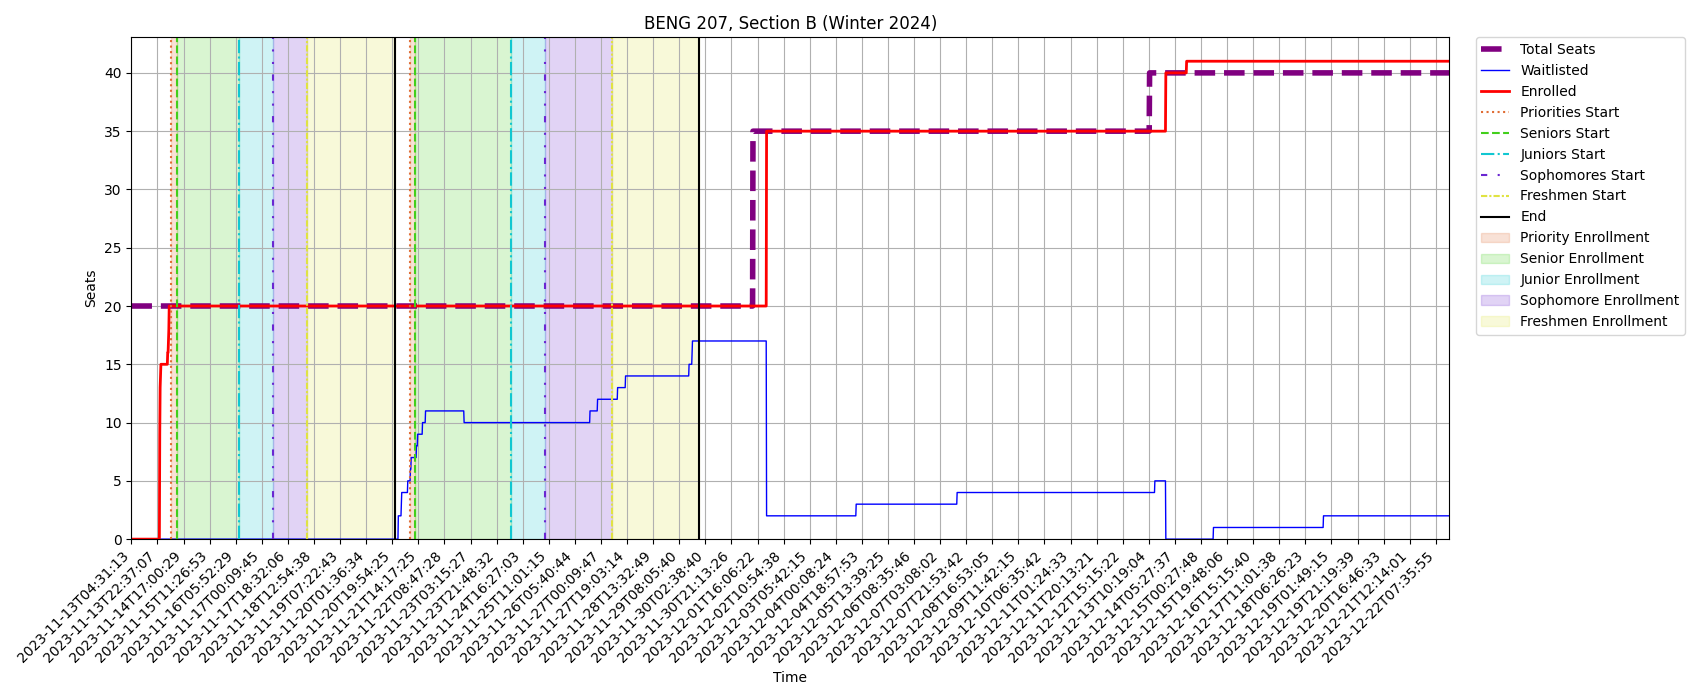 BENG 207, Section B (Winter 2024)
Seats
40
35
30
25
20
15
10
5
0
2023-11-13T04:31:13
2023-11-13T22:37:07
2023-11-14T17:00:29
2023-11-15T11:26:53
2023-11-16T05:52:29
2023-11-17T00:09:45
2023-11-17T18:32:06
2023-11-18T12:54:38
2023-11-19T07:22:43
2023-11-20T01:36:34
2023-11-20T19:54:25
2023-11-21T14:17:25
2023-11-22T08:47:28
2023-11-23T03:15:27
2023-11-23T21:48:32
2023-11-24T16:27:03
2023-11-25T11:01:15
2023-11-26T05:40:44
2023-11-27T00:09:47
2023-11-27T19:03:14
2023-11-28T13:32:49
2023-11-29T08:05:40
2023-11-30T02:38:40
2023-11-30T21:13:26
2023-12-01T16:06:22
2023-12-02T10:54:38
2023-12-03T05:42:15
2023-12-04T00:08:24
2023-12-04T18:57:53
2023-12-05T13:39:25
2023-12-06T08:35:46
2023-12-07T03:08:02
2023-12-07T21:53:42
2023-12-08T16:53:05
2023-12-09T11:42:15
2023-12-10T06:35:42
2023-12-11T01:24:33
2023-12-11T20:13:21
2023-12-12T15:15:22
2023-12-13T10:19:04
2023-12-14T05:27:37
2023-12-15T00:27:48
2023-12-15T19:48:06
2023-12-16T15:15:40
2023-12-17T11:01:38
2023-12-18T06:26:23
2023-12-19T01:49:15
2023-12-19T21:19:39
2023-12-20T16:46:33
2023-12-21T12:14:01
2023-12-22T07:35:55
Time
Total Seats
Waitlisted
Enrolled
Priorities Start
Seniors Start
Juniors Start
Sophomores Start
Freshmen Start
End
Priority Enrollment
Senior Enrollment
Junior Enrollment
Sophomore Enrollment
Freshmen Enrollment